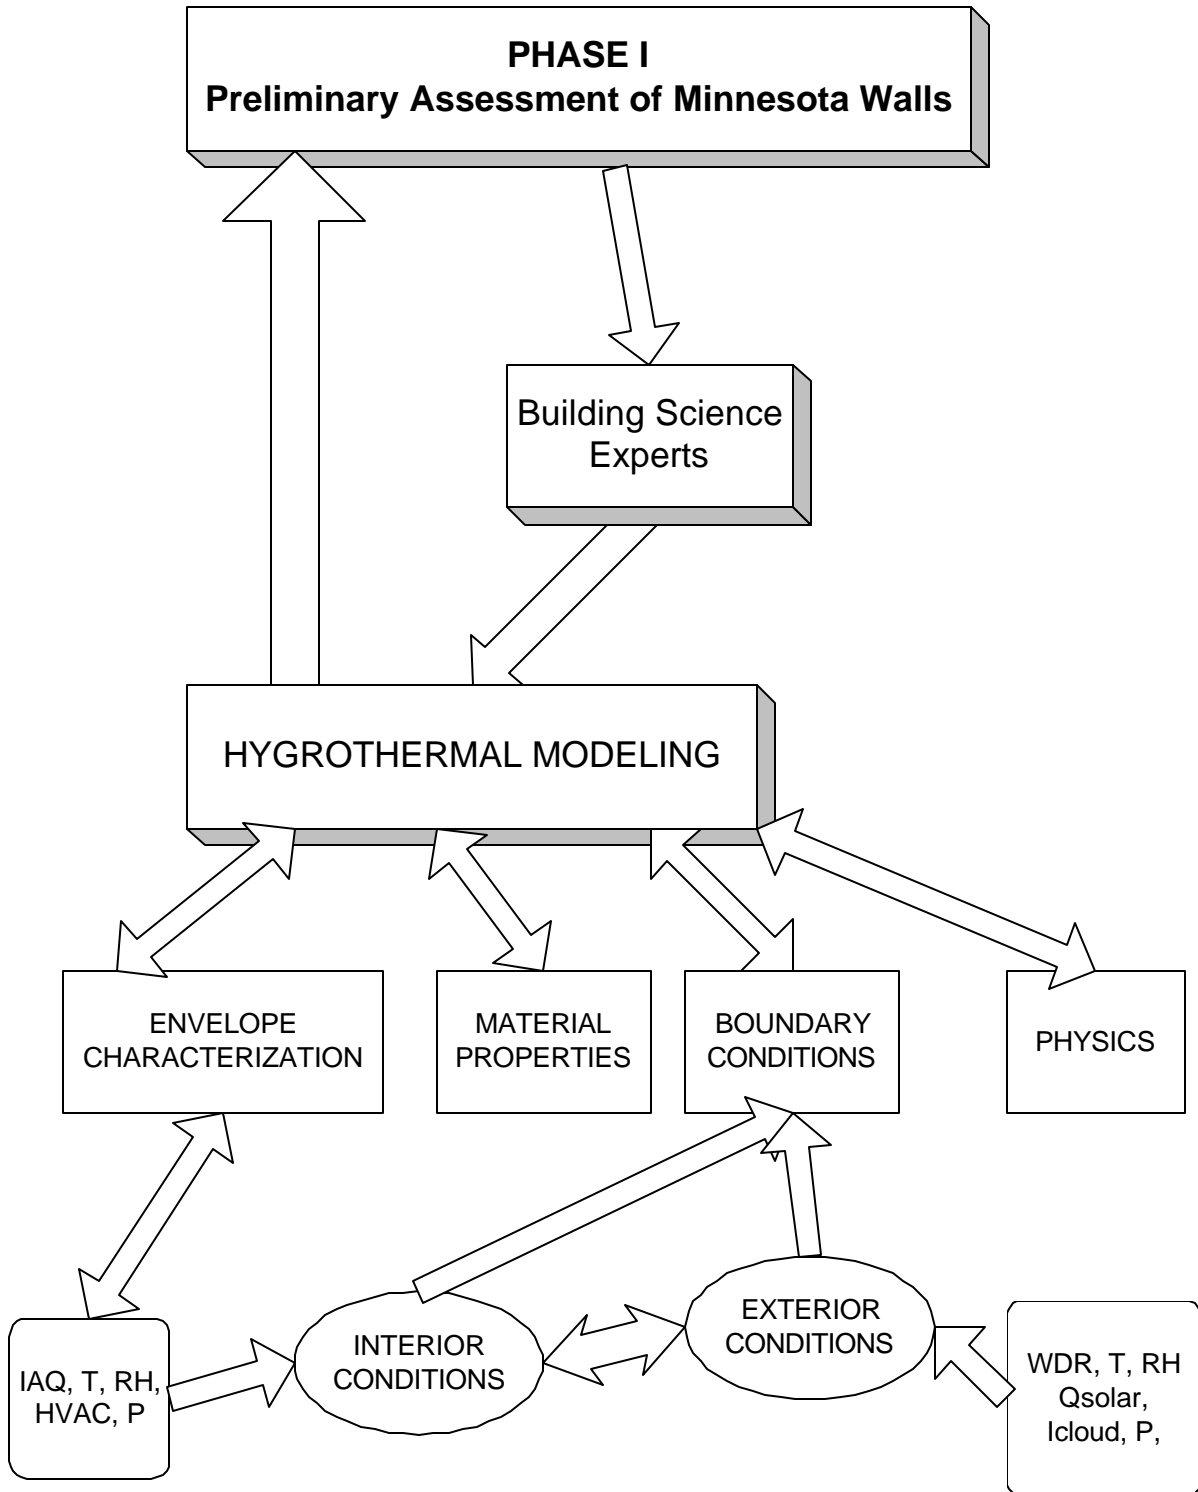 PHASE I
Preliminary Assessment of Minnesota Walls
Building Science
Experts
HYGROTHERMAL MODELING
ENVELOPE
CHARACTERIZATION
MATERIAL
PROPERTIES
BOUNDARY
CONDITIONS
PHYSICS
IAQ, T, RH,
HVAC, P
INTERIOR
CONDITIONS
EXTERIOR
CONDITIONS
WDR, T, RH
Qsolar,
Icloud, P,